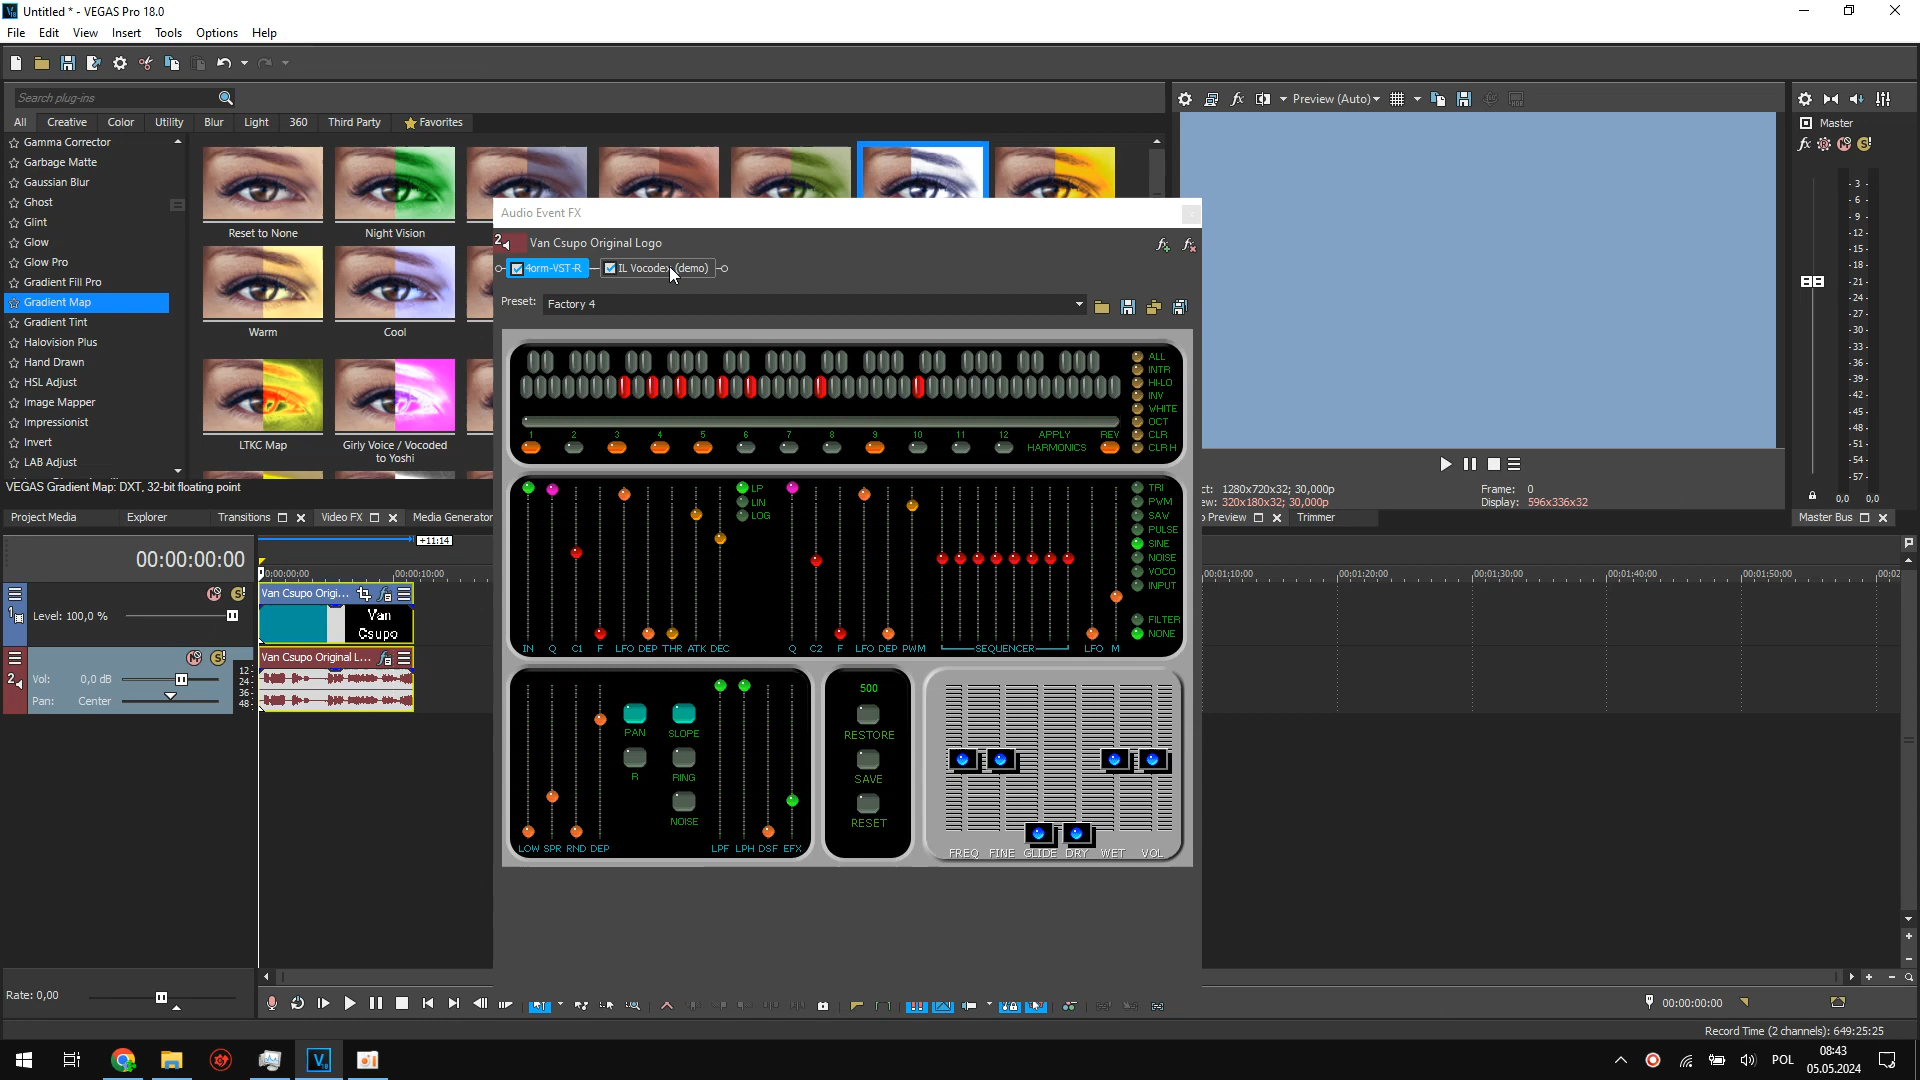 Untitled * - VEGAS Pro 18.0
File Edit View Insert Tools Options Help
Search plug-ins
All Creative Color Utility Blur Light 360 Third Party Favorites
Gamma Corrector
Garbage Matte
Gaussian Blur
Ghost
Glint
Glow
Glow Pro
Gradient Fill Pro
Gradient Map
Gradient Tint
Halovision Plus
Hand Drawn
HSL Adjust
Image Mapper
Impressionist
Invert
LAB Adjust
Reset to None
Night Vision
Warm
Cool
LTKC Map
Girly Voice / Vocoded
to Yoshi
VEGAS Gradient Map: DXT, 32-bit floating point
Project Media Explorer Transitions Video FX Media Generator
Preview (Auto)
Master
-3-
-6-
-9-
-12-
-15-
-18-
-21-
-24-
-27-
-30-
-33-
-36-
-39-
-42-
-45-
-48-
-51-
-54-
-57-
0,0 0,0
Master Bus
ct: 1280x720x32; 30,000p
ew: 320x180x32; 30,000p
Frame: 0
Display: 596x336x32
Preview Trimmer
Audio Event FX
2 Van Csupo Original Logo
4orm-VST-R IL Vocodex (demo)
Preset: Factory 4
ALL
INTR
HI-LO
INV
WHITE
OCT
CLR
CLR H
1 2 3 4 5 6 7 8 9 10 11 12 APPLY HARMONICS REV
LP
LIN
LOG
TRI
PWM
SAV
PULSE
SINE
NOISE
VOCO
INPUT
FILTER
NONE
IN Q C1 F LFO DEP THR ATK DEC Q C2 F LFO DEP PWM SEQUENCER LFO M
PAN SLOPE
R RING
NOISE
LOW SPR RND DEP LPF LPH DSF EFX
500
RESTORE
SAVE
RESET
FREQ FINE GLIDE DRY WET VOL
00:00:00:00
+11:14
0:00:00:00 00:00:10:00
00:01:10:00 00:01:20:00 00:01:30:00 00:01:40:00 00:01:50:00 00:02
1 Level: 100,0 %
Van Csupo Origi...
Van
Csupo
2 Vol: 0,0 dB
Pan: Center
12-
24-
36-
48-
Van Csupo Original L...
Rate: 0,00
00:00:00:00
Record Time (2 channels): 649:25:25
POL
08:43
05.05.2024